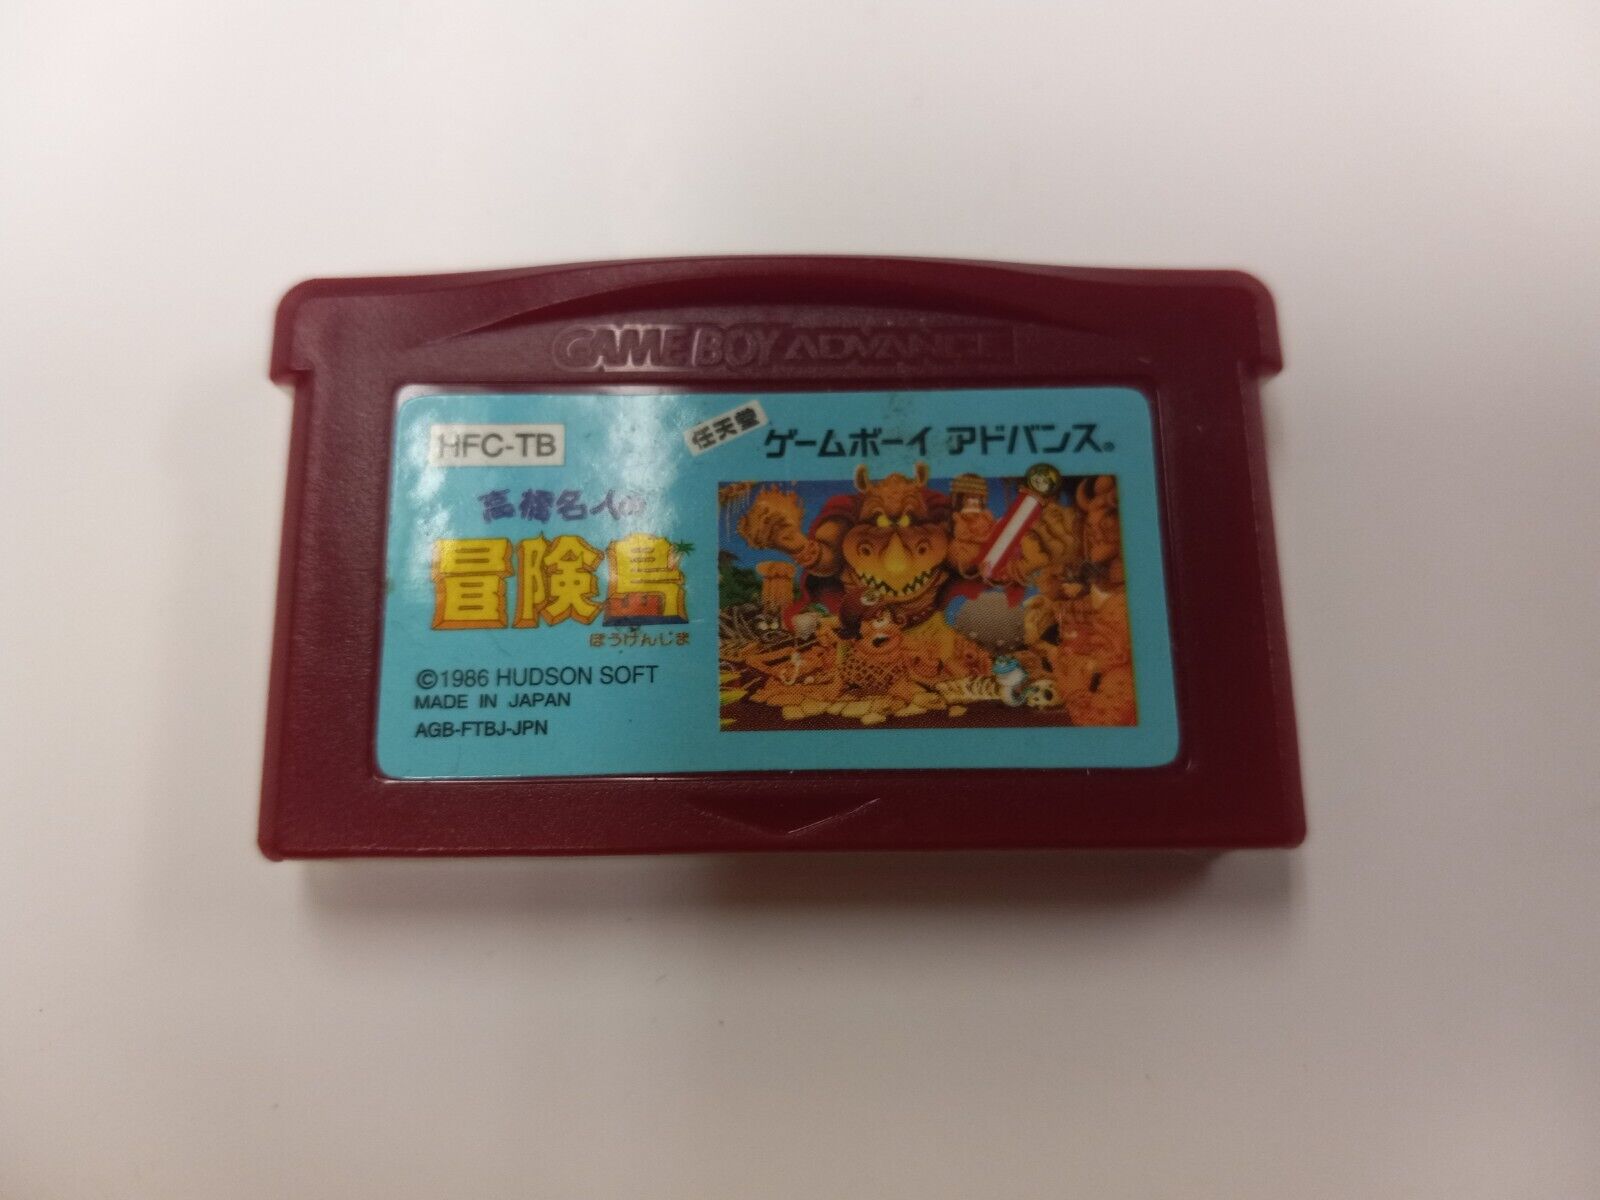 GAME BOY ADVANCE
HFC-TB
任天堂
ゲームボーイ アドバンス
高橋名人の
冒険島
ぼうけんじま
©1986 HUDSON SOFT
MADE IN JAPAN
AGB-FTBJ-JPN